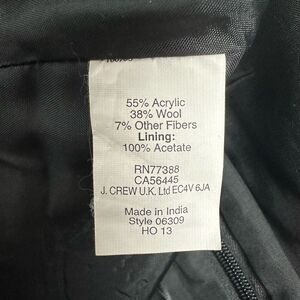 55% Acrylic
38% Wool
7% Other Fibers
Lining:
100% Acetate
RN77388
CA56445
J. CREW U.K. Ltd EC4V 6JA
Made in India
Style 06309
HO 13